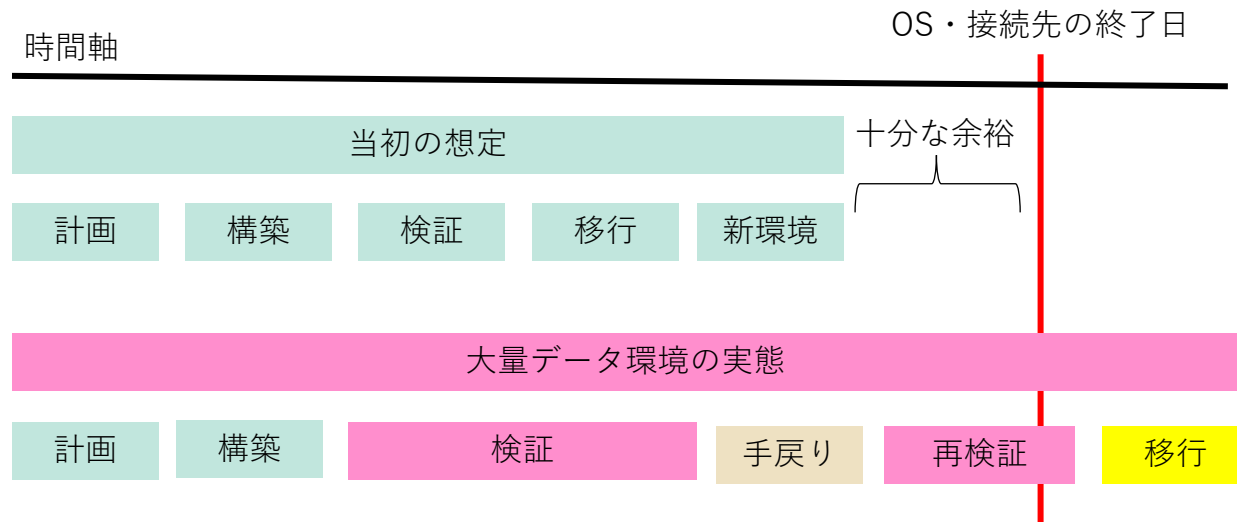 OS・接続先の終了日
時間軸
当初の想定
十分な余裕
計画
構築
検証
移行
新環境
大量データ環境の実態
計画
構築
検証
手戻り
再検証
移行